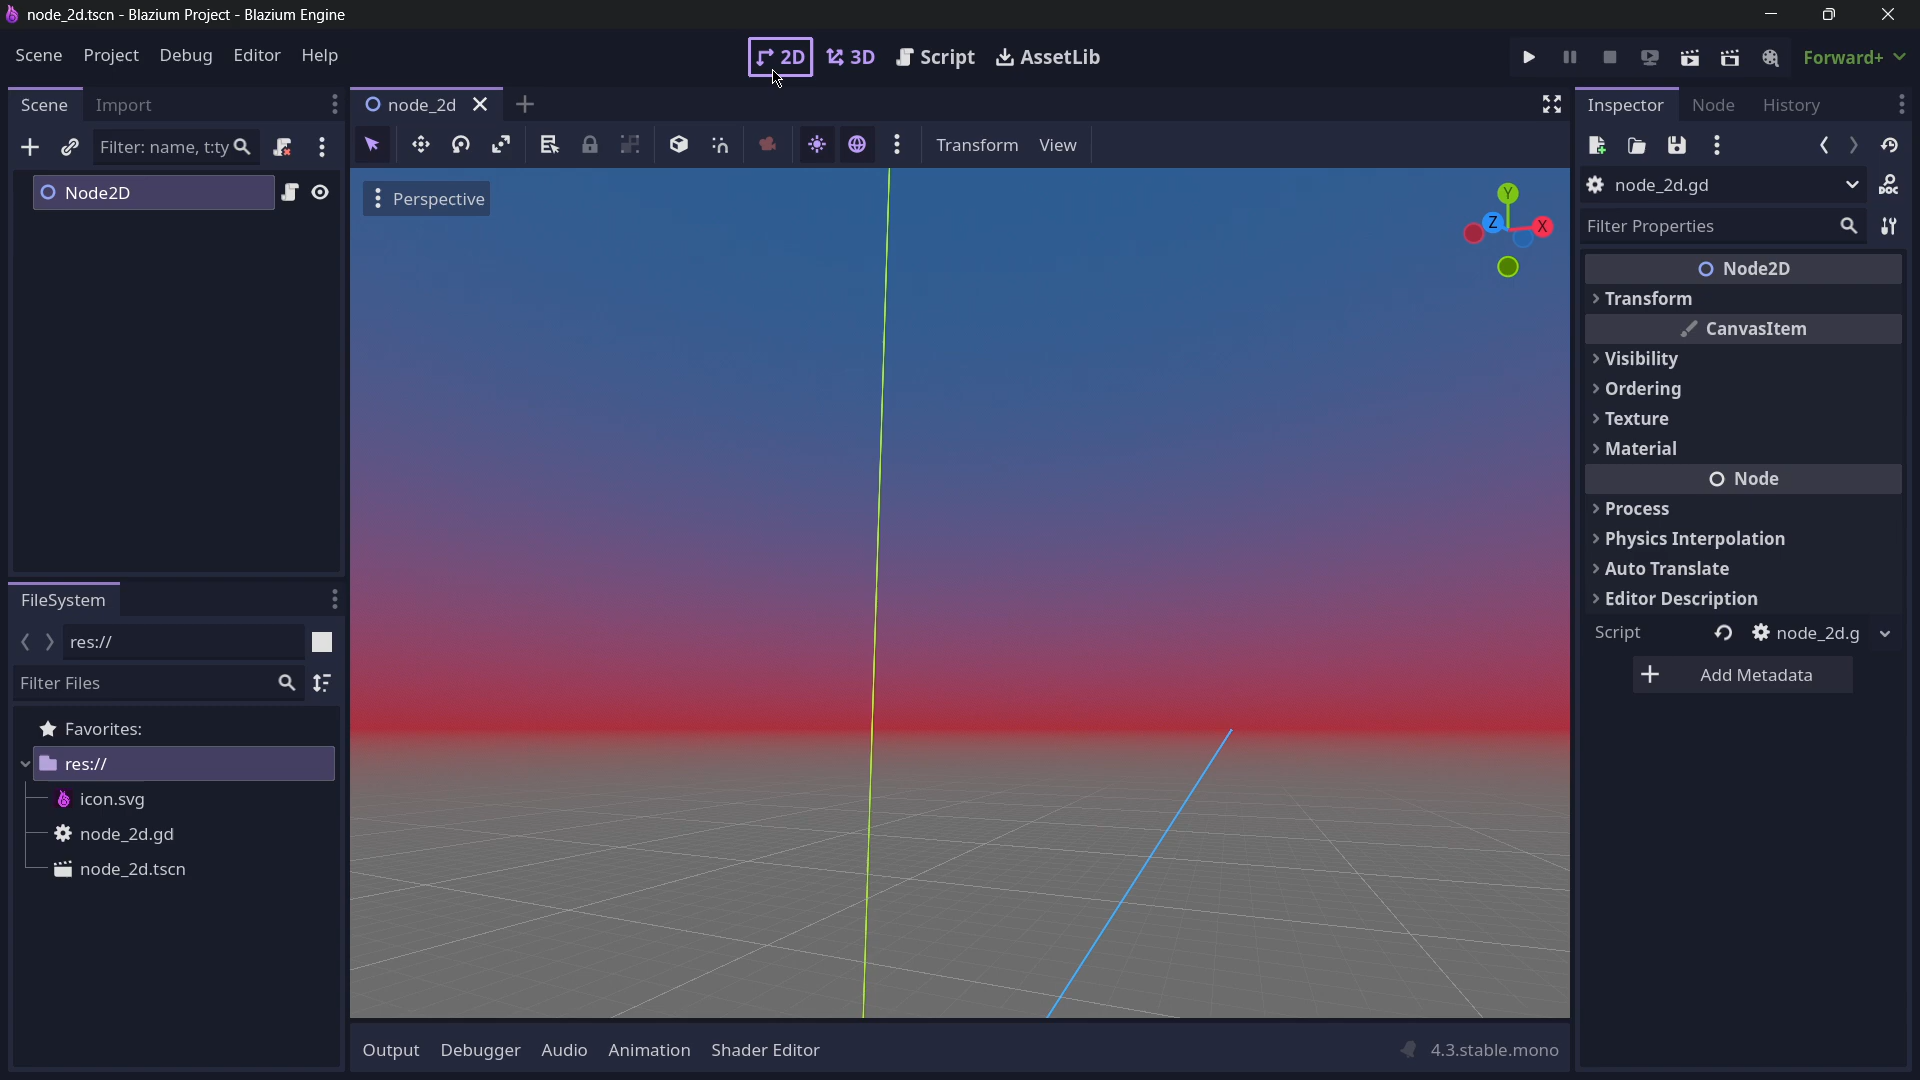 node_2d.tscn - Blazium Project - Blazium Engine
Scene Project Debug Editor Help
2D 3D Script AssetLib
Forward+
Scene Import
Filter: name, t:ty
Node2D
FileSystem
res://
Filter Files
Favorites:
res://
icon.svg
node_2d.gd
node_2d.tscn
node_2d
Transform View
Perspective
Y
Z
X
Output Debugger Audio Animation Shader Editor
4.3.stable.mono
Inspector Node History
node_2d.gd
DOC
Filter Properties
Node2D
Transform
CanvasItem
Visibility
Ordering
Texture
Material
Node
Process
Physics Interpolation
Auto Translate
Editor Description
Script node_2d.g
Add Metadata